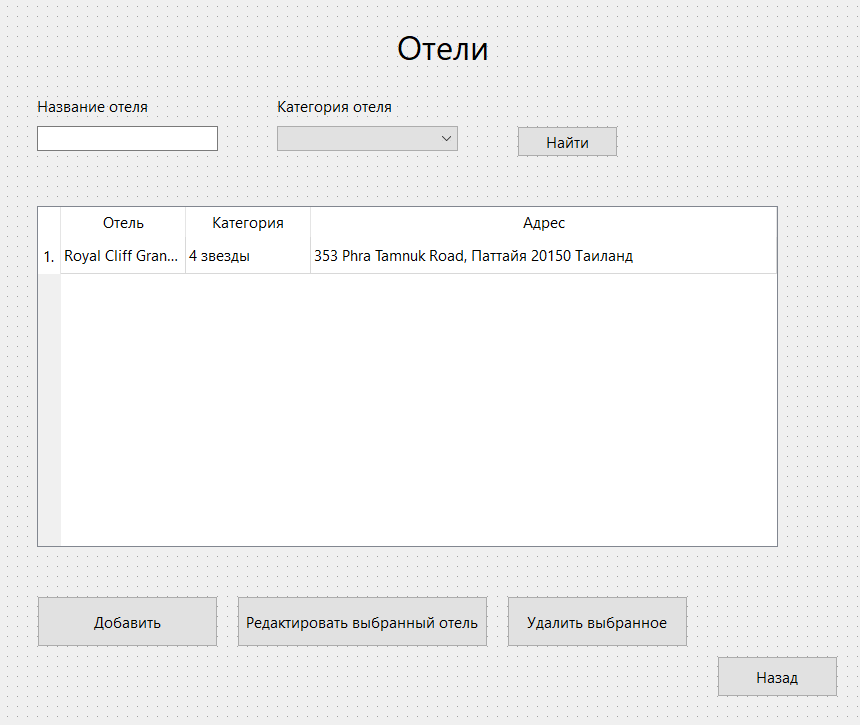 Отели
Название отеля
Категория отеля
Найти
Отель Категория Адрес
1. Royal Cliff Gran... 4 звезды 353 Phra Tamnuk Road, Паттайя 20150 Таиланд
Добавить
Редактировать выбранный отель
Удалить выбранное
Назад